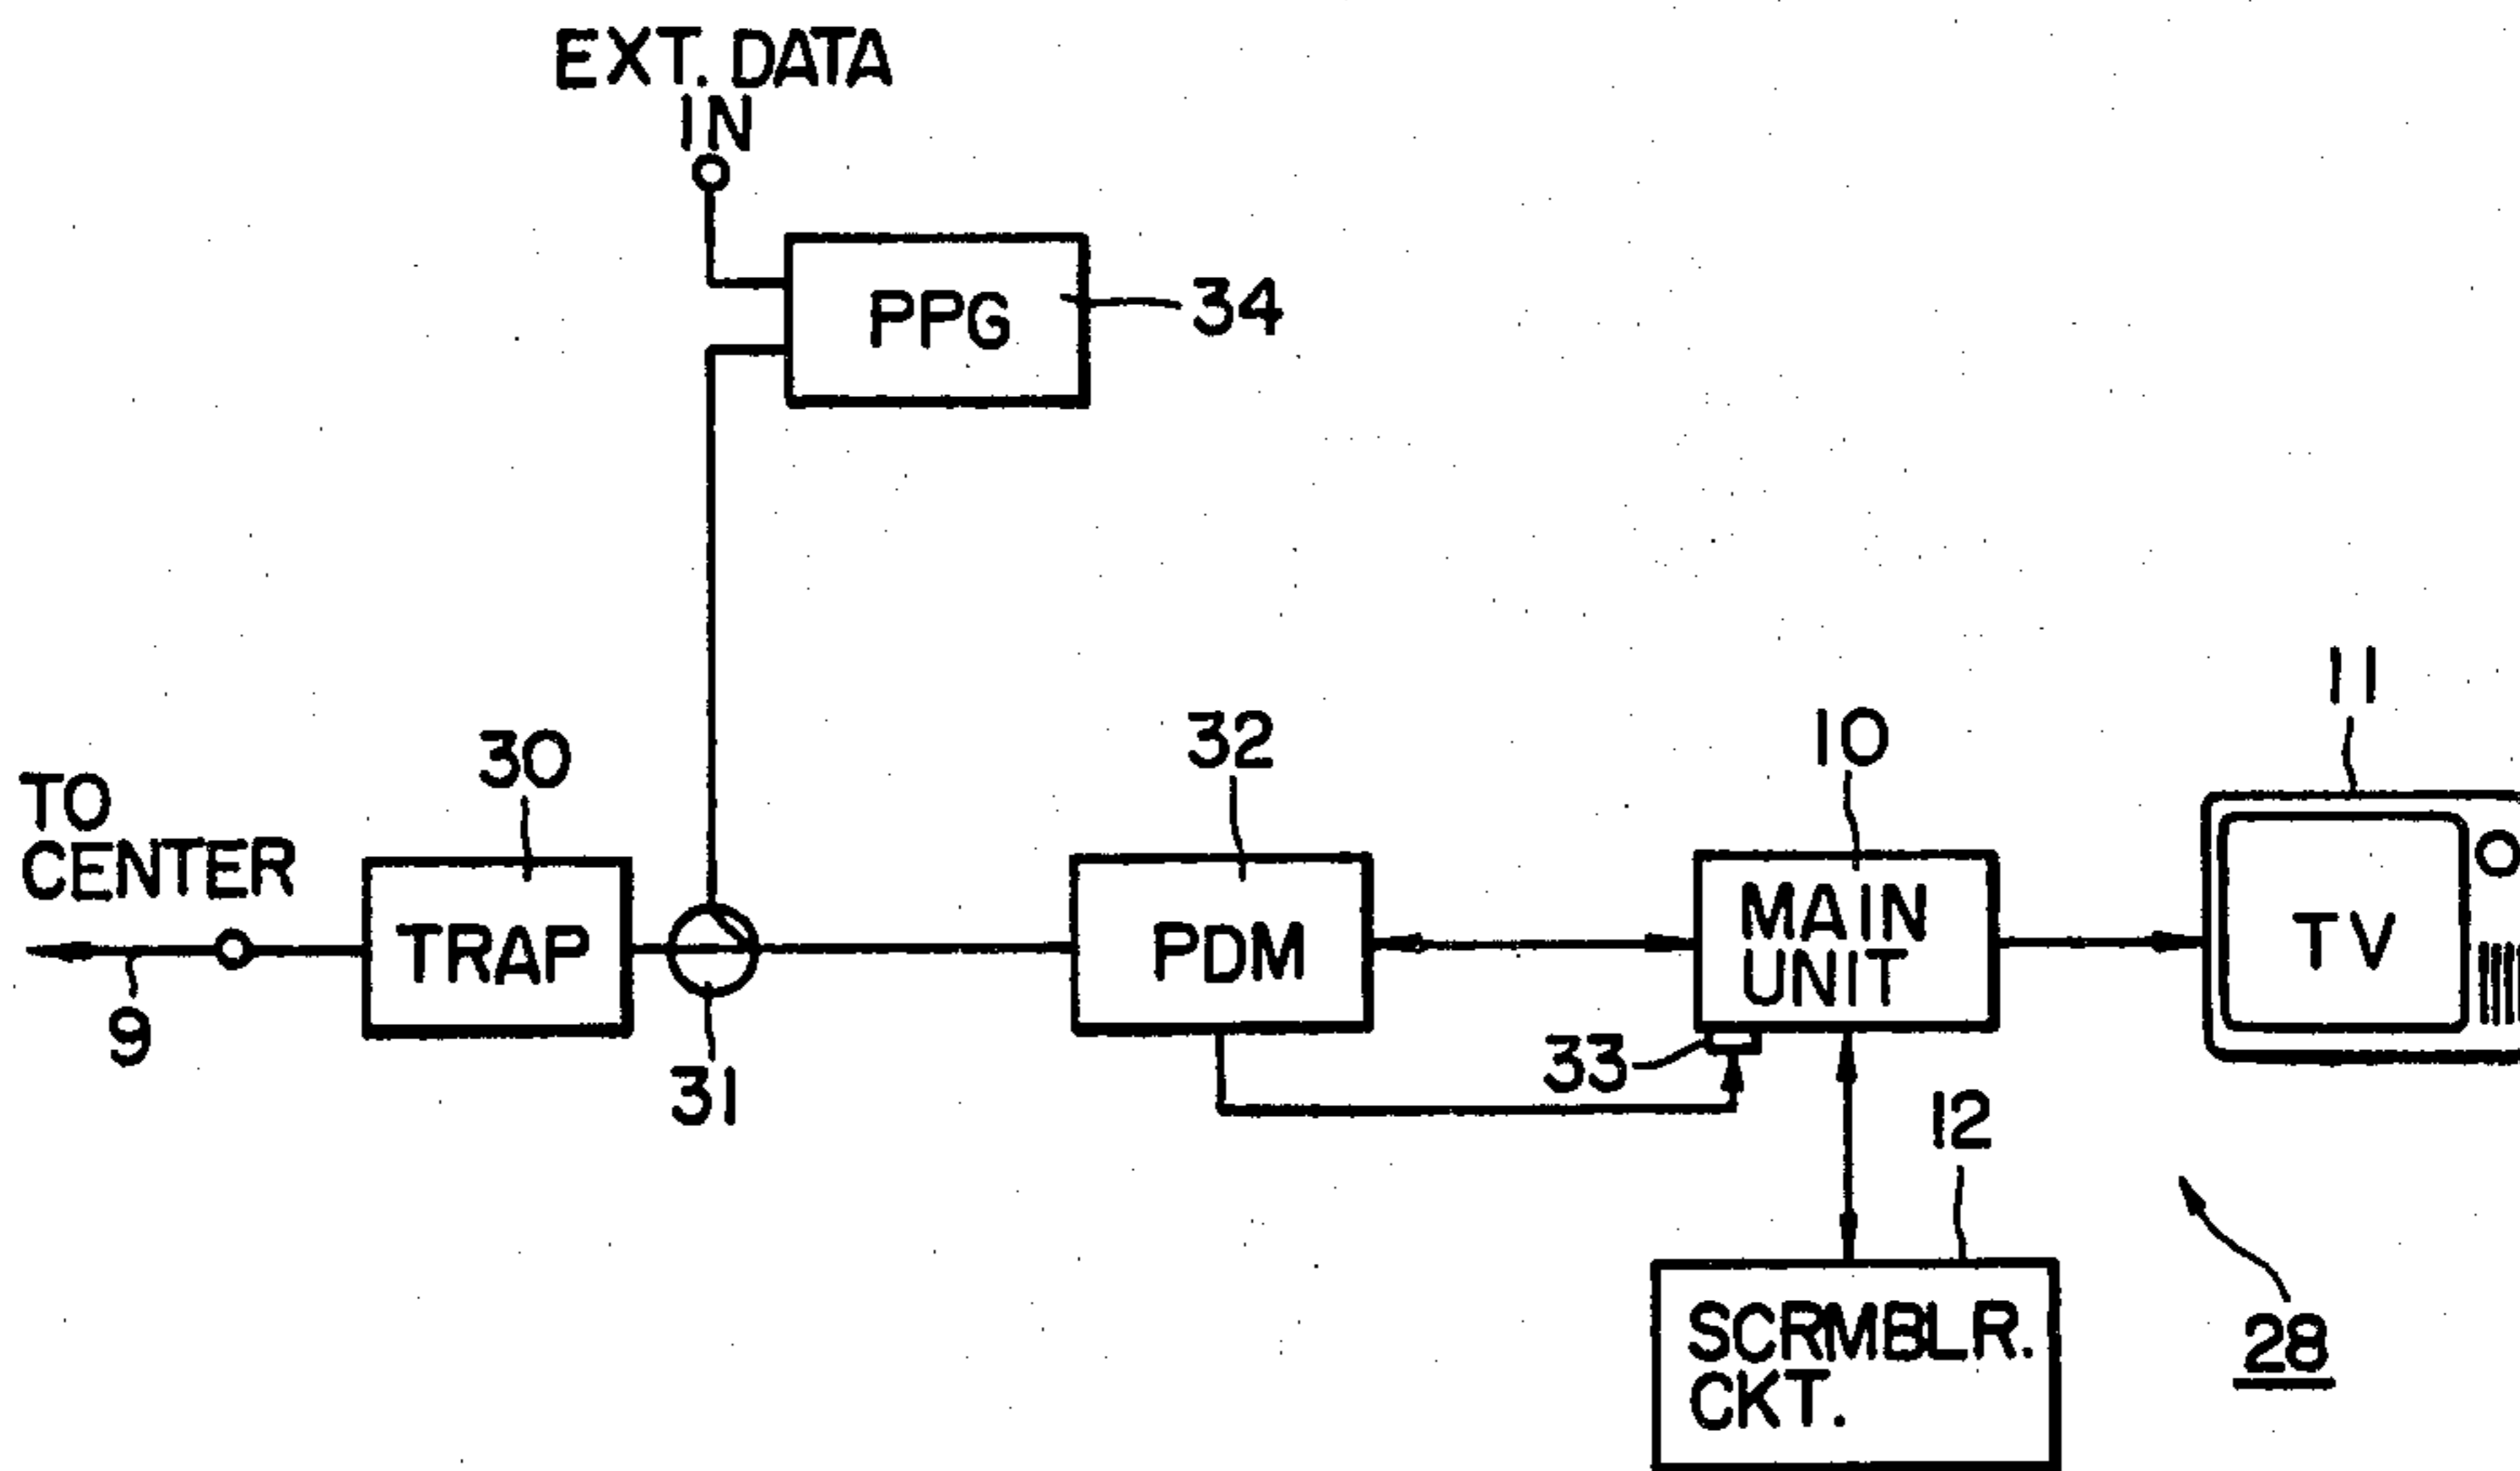 EXT. DATA
IN
PPG
34
11
32
10
30
TO
CENTER
TRAP
PDM
MAIN
UNIT
TV
9
31
33
12
SCRMBLR.
CKT.
28